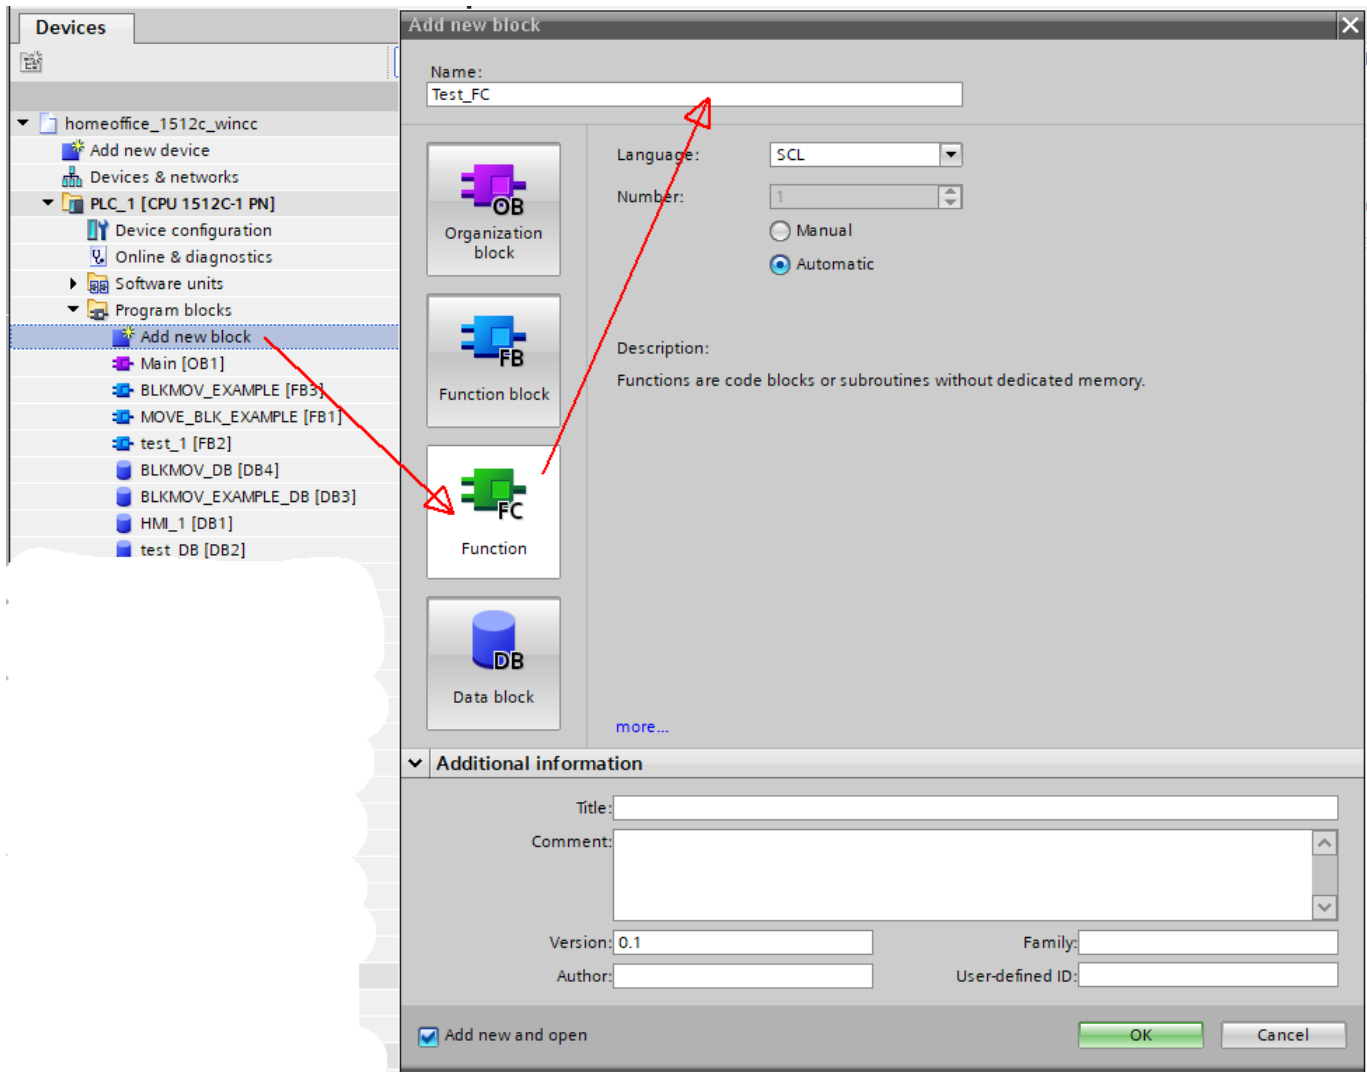 Devices
homeoffice_1512c_wincc
Add new device
Devices & networks
PLC_1 [CPU 1512C-1 PN]
Device configuration
Online & diagnostics
Software units
Program blocks
Add new block
Main [OB1]
BLKMOV_EXAMPLE [FB3]
MOVE_BLK_EXAMPLE [FB1]
test_1 [FB2]
BLKMOV_DB [DB4]
BLKMOV_EXAMPLE_DB [DB3]
HMI_1 [DB1]
test_DB [DB2]
Add new block
Name:
Test_FC
OB
Organization
block
FB
Function block
FC
Function
DB
Data block
Language: SCL
Number: 1
Manual
Automatic
Description:
Functions are code blocks or subroutines without dedicated memory.
more...
Additional information
Title:
Comment:
Version: 0.1 Family:
Author: User-defined ID:
Add new and open OK Cancel